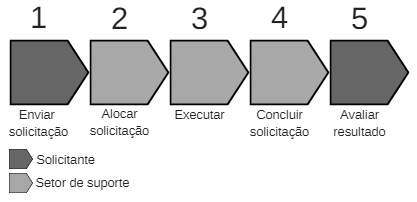 1 2 3 4 5
Enviar solicitação
Alocar solicitação
Executar
Concluir solicitação
Avaliar resultado
Solicitante
Setor de suporte